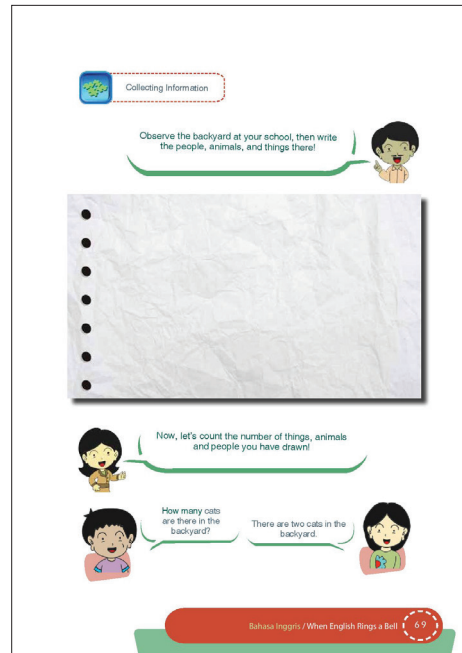 Collecting Information
Observe the backyard at your school, then write
the people, animals, and things there!
Now, let's count the number of things, animals
and people you have drawn!
How many cats
are there in the
backyard?
There are two cats in the
backyard.
Bahasa Inggris / When English Rings a Bell
69